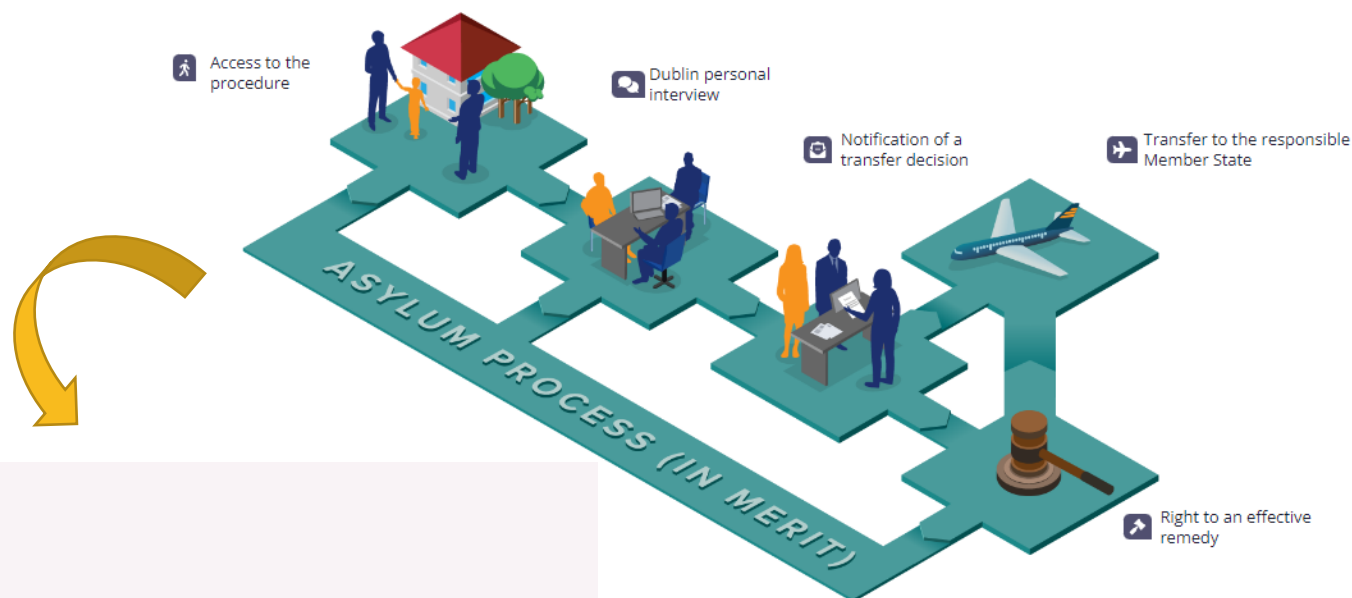 Access to the
procedure
Dublin personal
interview
Notification of a
transfer decision
Transfer to the responsible
Member State
ASYLUM PROCESS (IN MERIT)
Right to an effective
remedy